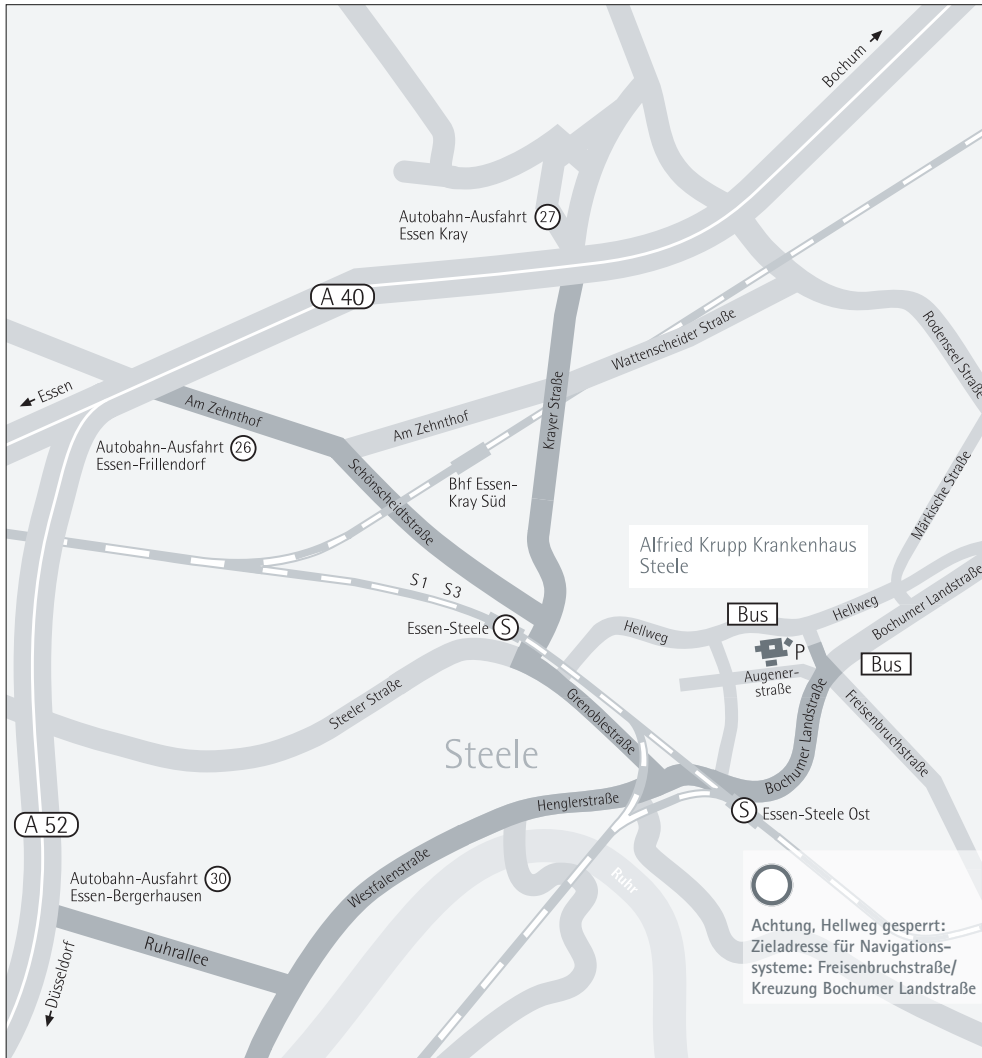 Bochum
Autobahn-Ausfahrt 27
Essen Kray
A 40
Wattenscheider Straße
Rodenseel Straße
Essen
Am Zehnthof
Krayer Straße
Am Zehnthof
Autobahn-Ausfahrt 26
Essen-Frillendorf
Schönscheidtstraße
Bhf Essen-
Kray Süd
Märkische Straße
Alfried Krupp Krankenhaus
Steele
S1 S3
Essen-Steele S
Hellweg
Bus
Hellweg
Bochumer Landstraße
P
Bus
Augener-
straße
Steeler Straße
Grenoblestraße
Bochumer Landstraße
Freisenbruchstraße
Steele
Henglerstraße
S Essen-Steele Ost
A 52
Westfalenstraße
Ruhr
Autobahn-Ausfahrt 30
Essen-Bergerhausen
Ruhrallee
Düsseldorf
Achtung, Hellweg gesperrt:
Zieladresse für Navigations-
systeme: Freisenbruchstraße/
Kreuzung Bochumer Landstraße